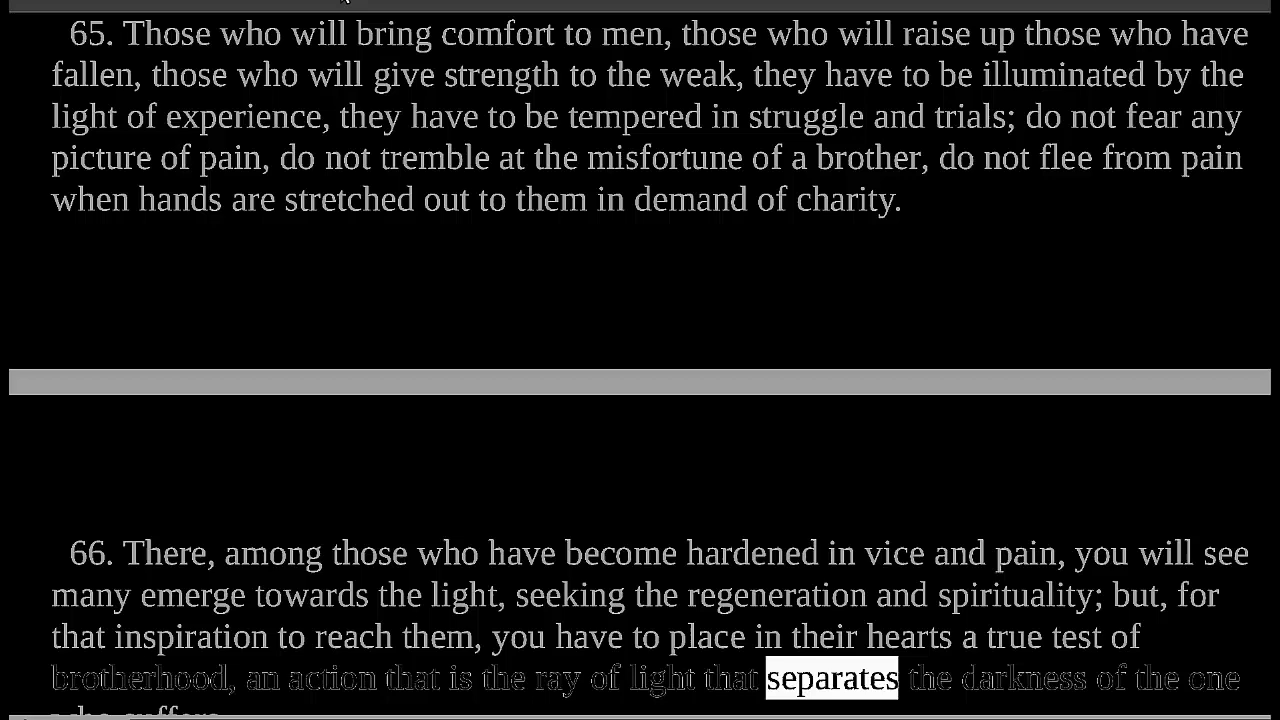 65. Those who will bring comfort to men, those who will raise up those who have
fallen, those who will give strength to the weak, they have to be illuminated by the
light of experience, they have to be tempered in struggle and trials; do not fear any
picture of pain, do not tremble at the misfortune of a brother, do not flee from pain
when hands are stretched out to them in demand of charity.
66. There, among those who have become hardened in vice and pain, you will see
many emerge towards the light, seeking the regeneration and spirituality; but, for
that inspiration to reach them, you have to place in their hearts a true test of
brotherhood, an action that is the ray of light that separates the darkness of the one
who suffers.